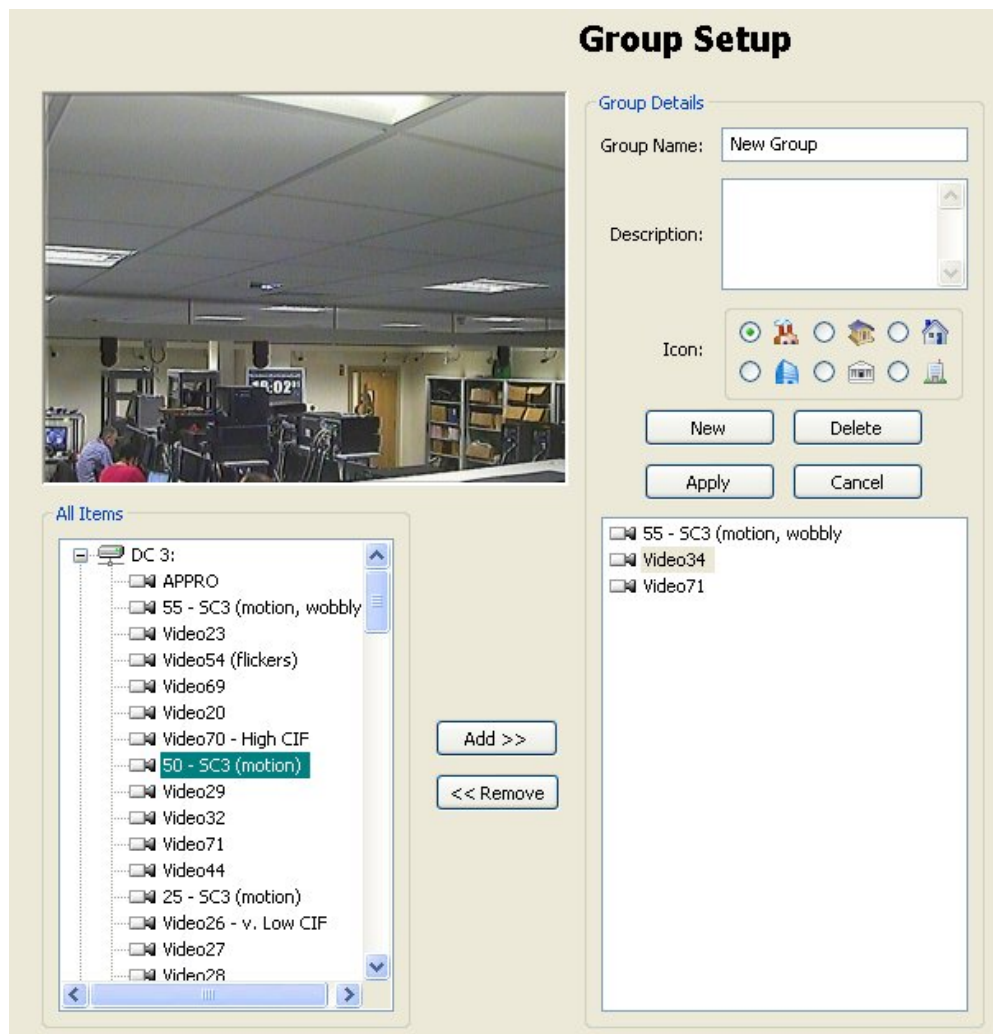 Group Setup
Group Details
Group Name: New Group
Description:
Icon:
New Delete
Apply Cancel
All Items
DC 3:
APPRO
55 - SC3 (motion, wobbly
Video23
Video54 (flickers)
Video69
Video20
Video70 - High CIF
50 - SC3 (motion)
Video29
Video32
Video71
Video44
25 - SC3 (motion)
Video26 - v. Low CIF
Video27
Video28
Add >>
<< Remove
55 - SC3 (motion, wobbly
Video34
Video71